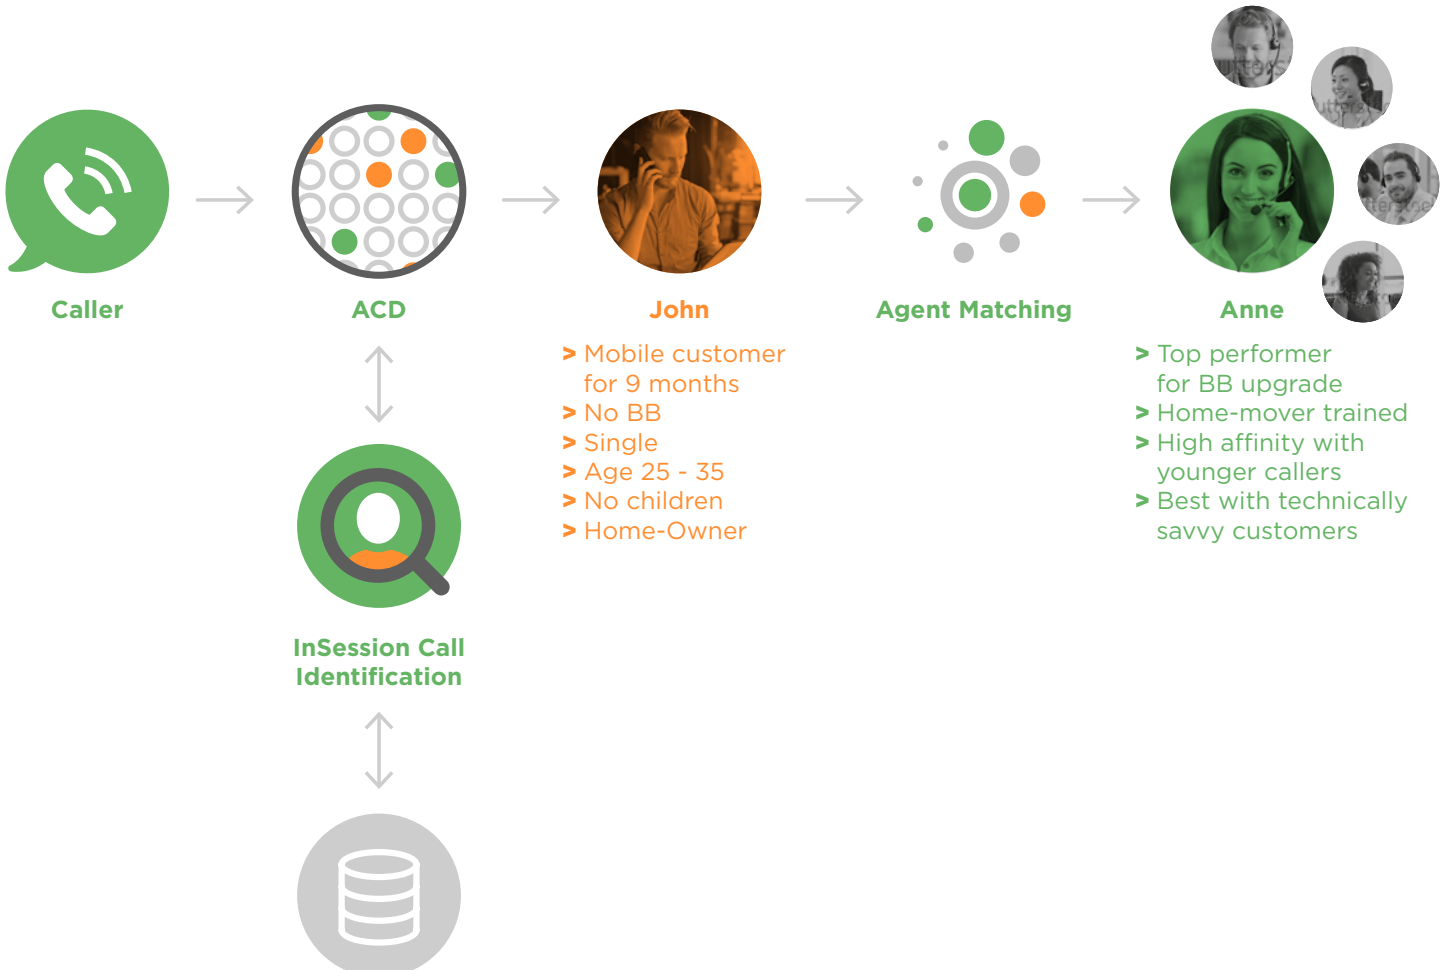 Caller
ACD
John
Agent Matching
Anne
> Mobile customer
for 9 months
> No BB
> Single
> Age 25 - 35
> No children
> Home-Owner
> Top performer
for BB upgrade
> Home-mover trained
> High affinity with
younger callers
> Best with technically
savvy customers
InSession Call
Identification